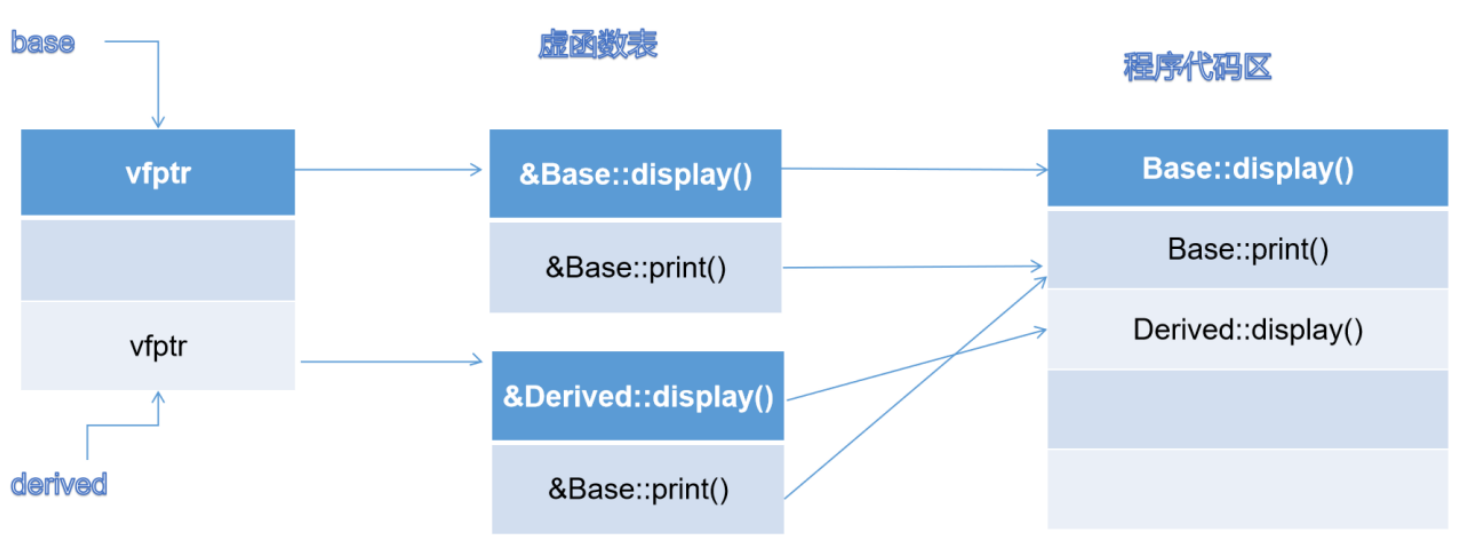 base
虚函数表
程序代码区
vfptr
&Base::display()
Base::display()
&Base::print()
Base::print()
vfptr
Derived::display()
&Derived::display()
derived
&Base::print()